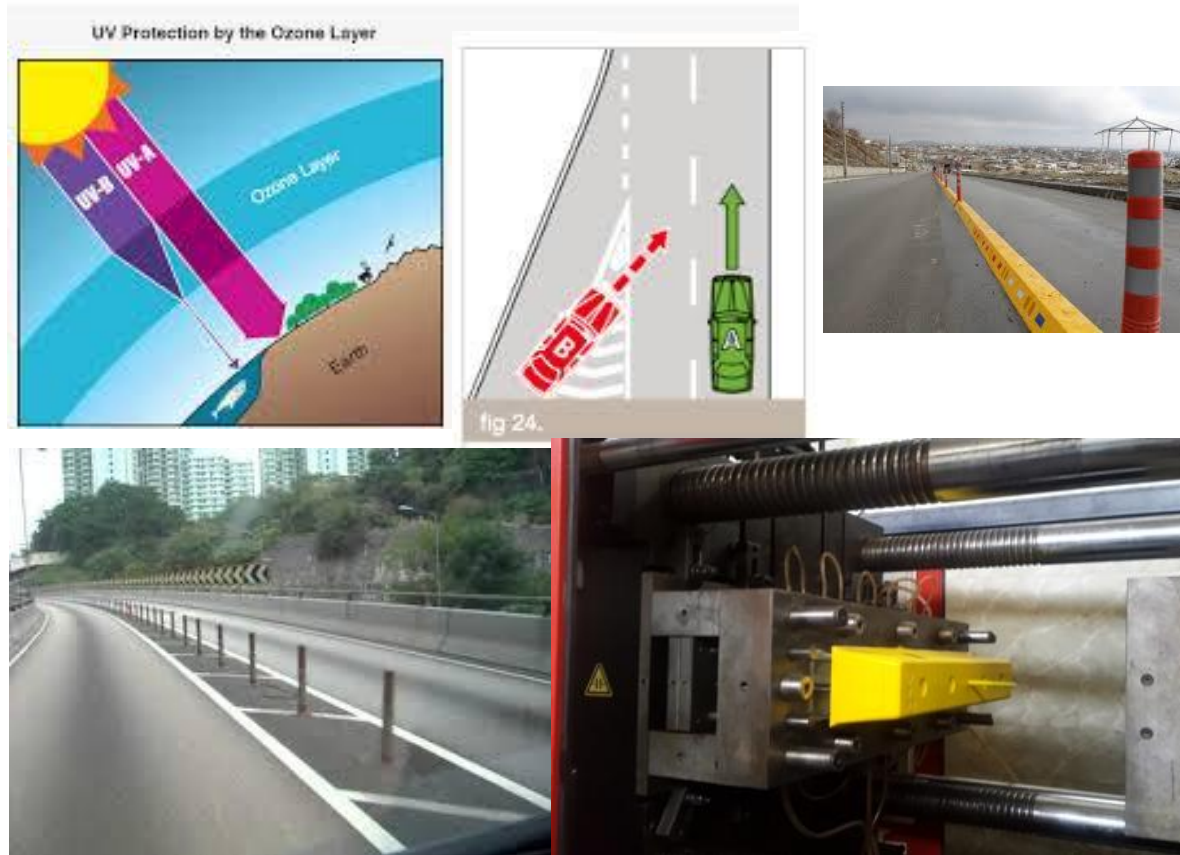 UV Protection by the Ozone Layer
UV-B
UV-A
Ozone Layer
Earth
B
A
fig 24.